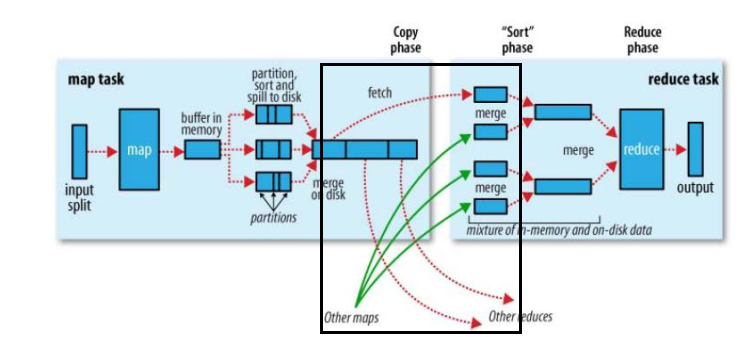 Copy
phase
"Sort"
phase
Reduce
phase
map task
reduce task
partition,
sort and
spill to disk
fetch
buffer in
memory
merge
map
merge
reduce
merge
on disk
merge
input
split
output
partitions
mixture of in-memory and on-disk data
Other maps
Other reduces